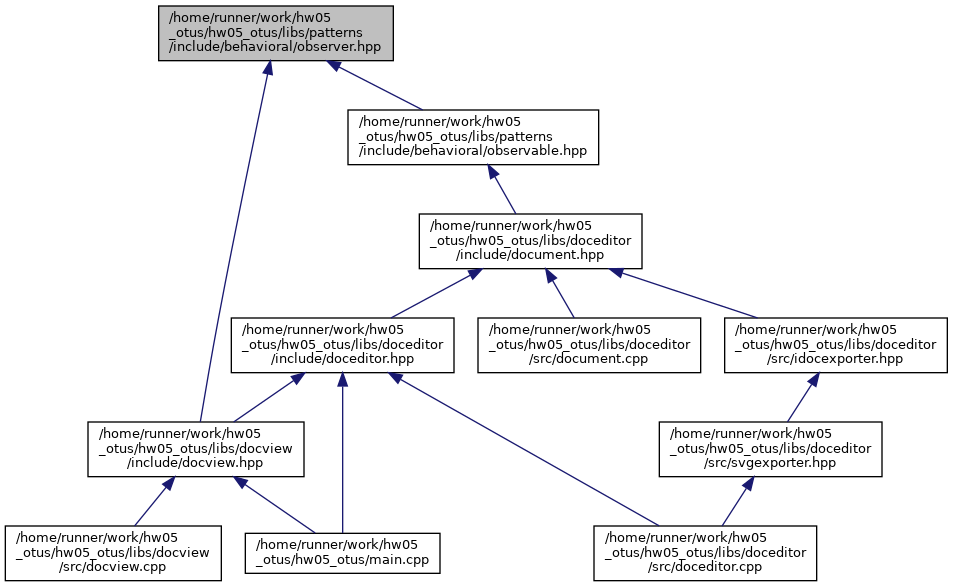 /home/runner/work/hw05
_otus/hw05_otus/libs/patterns
/include/behavioral/observer.hpp
/home/runner/work/hw05
_otus/hw05_otus/libs/patterns
/include/behavioral/observable.hpp
/home/runner/work/hw05
_otus/hw05_otus/libs/doceditor
/include/document.hpp
/home/runner/work/hw05
_otus/hw05_otus/libs/doceditor
/include/doceditor.hpp
/home/runner/work/hw05
_otus/hw05_otus/libs/doceditor
/src/document.cpp
/home/runner/work/hw05
_otus/hw05_otus/libs/doceditor
/src/idocexporter.hpp
/home/runner/work/hw05
_otus/hw05_otus/libs/docview
/include/docview.hpp
/home/runner/work/hw05
_otus/hw05_otus/libs/doceditor
/src/svgexporter.hpp
/home/runner/work/hw05
_otus/hw05_otus/libs/docview
/src/docview.cpp
/home/runner/work/hw05
_otus/hw05_otus/main.cpp
/home/runner/work/hw05
_otus/hw05_otus/libs/doceditor
/src/doceditor.cpp